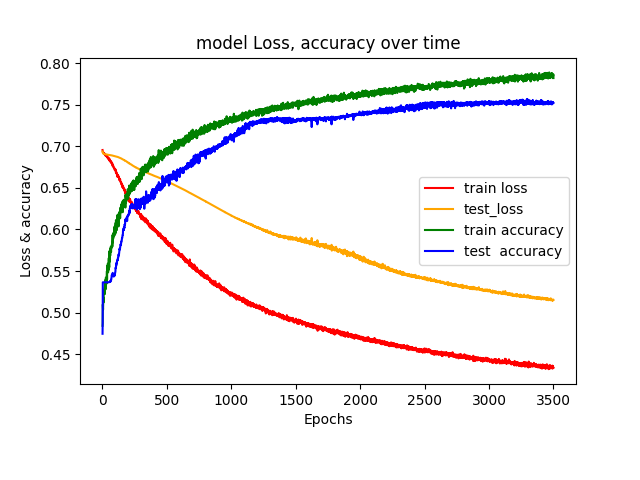 model Loss, accuracy over time
0.80
0.75
0.70
0.65
0.60
0.55
0.50
0.45
Loss & accuracy
train loss
test_loss
train accuracy
test  accuracy
0 500 1000 1500 2000 2500 3000 3500
Epochs